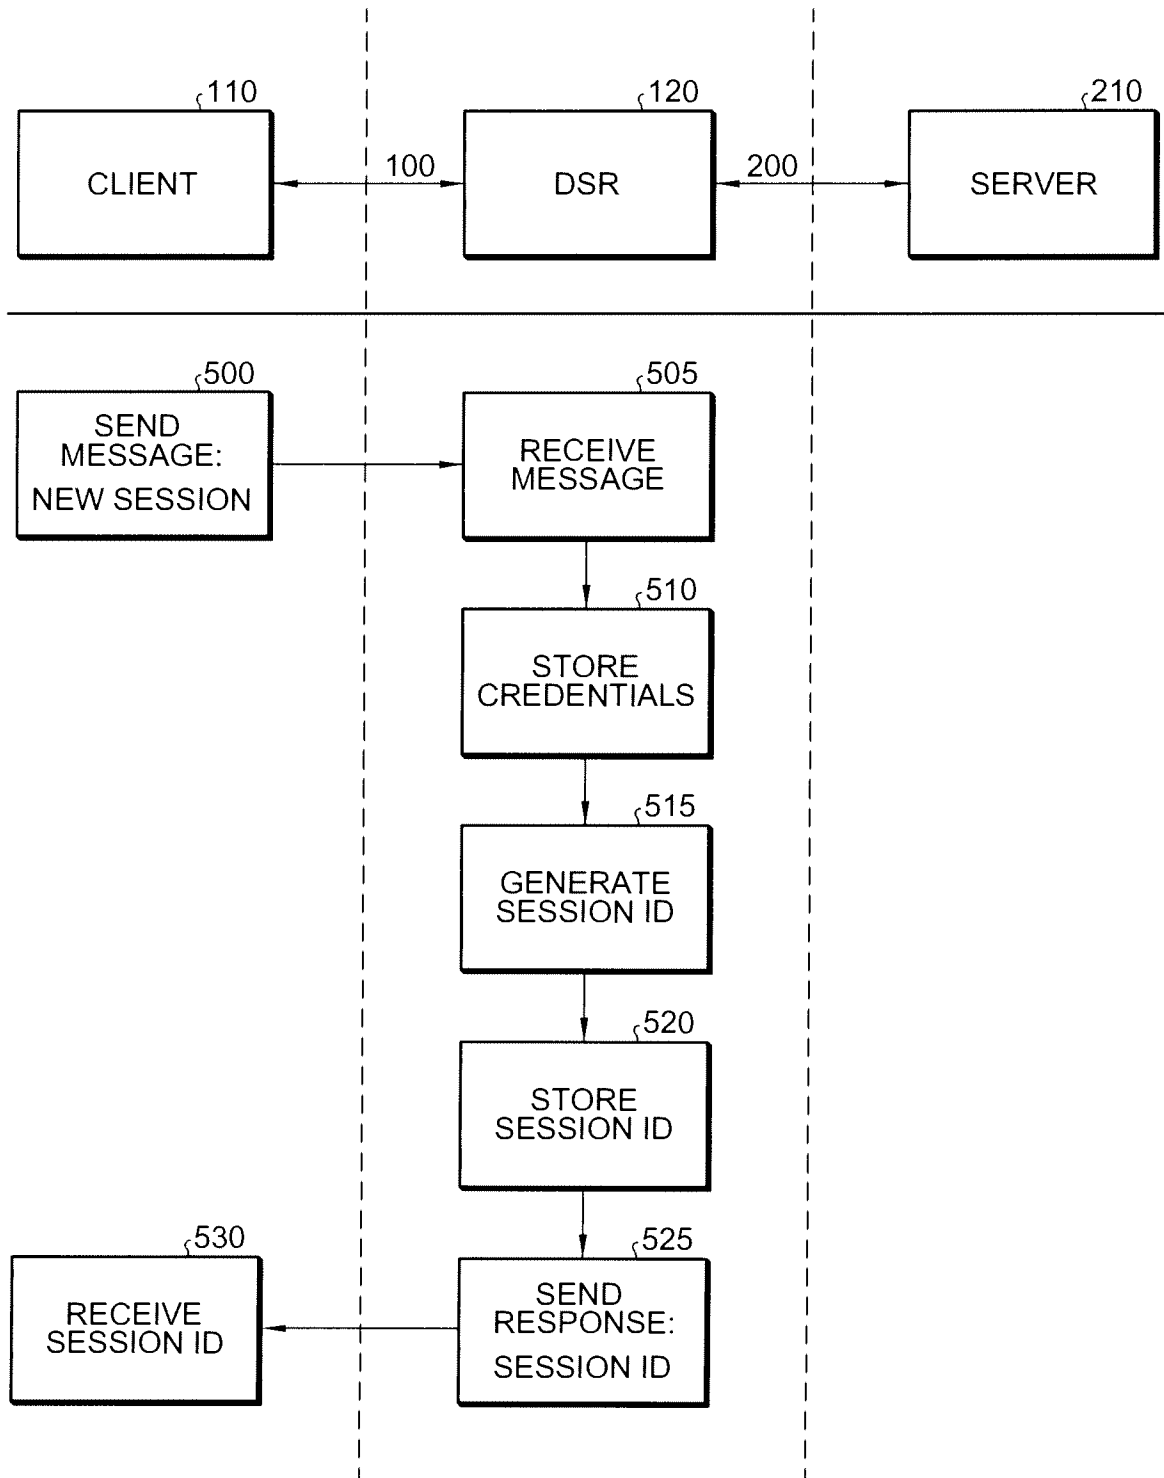 110
120
210
CLIENT
100
DSR
200
SERVER
500
SEND
MESSAGE:
NEW SESSION
505
RECEIVE
MESSAGE
510
STORE
CREDENTIALS
515
GENERATE
SESSION ID
520
STORE
SESSION ID
525
SEND
RESPONSE:
SESSION ID
530
RECEIVE
SESSION ID